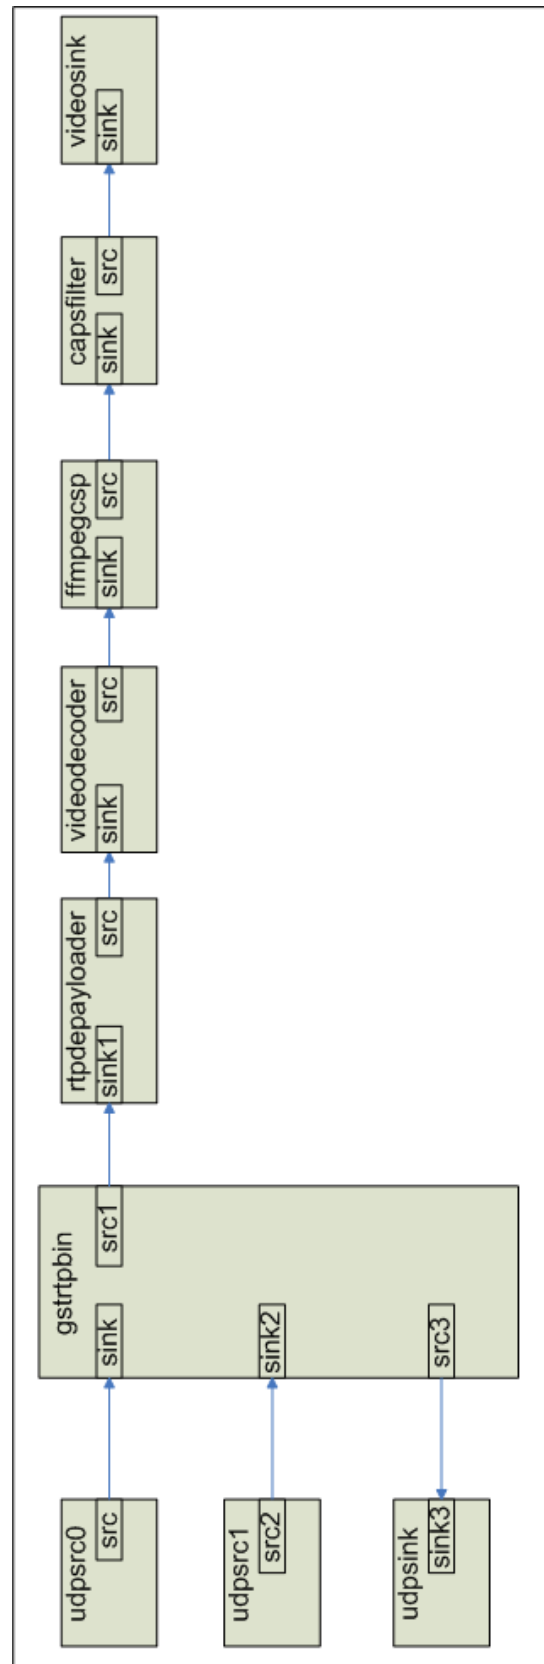 udpsrc0
src
gstrtpbin
sink
src1
rtpdepayloader
sink1
src
videodecoder
sink
src
ffmpegcsp
sink
src
capsfilter
sink
src
videosink
sink
udpsrc1
src2
sink2
udpsink
sink3
src3